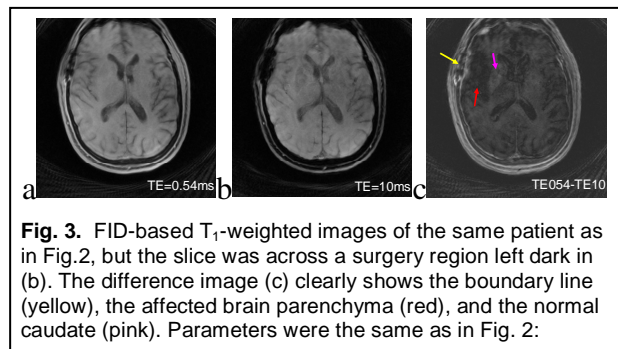 a
TE=0.54ms
b
TE=10ms
c
TE054-TE10
Fig. 3. FID-based T₁-weighted images of the same patient as
in Fig.2, but the slice was across a surgery region left dark in
(b). The difference image (c) clearly shows the boundary line
(yellow), the affected brain parenchyma (red), and the normal
caudate (pink). Parameters were the same as in Fig. 2: